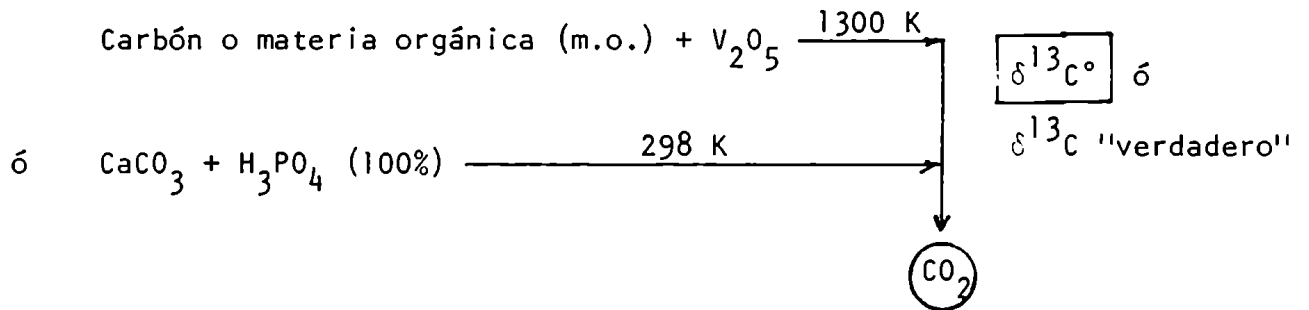 Carbón o materia orgánica (m.o.) + V₂O₅ 1300 K
δ¹³C° ó
δ¹³C "verdadero"
ó CaCO₃ + H₃PO₄ (100%) 298 K
CO₂